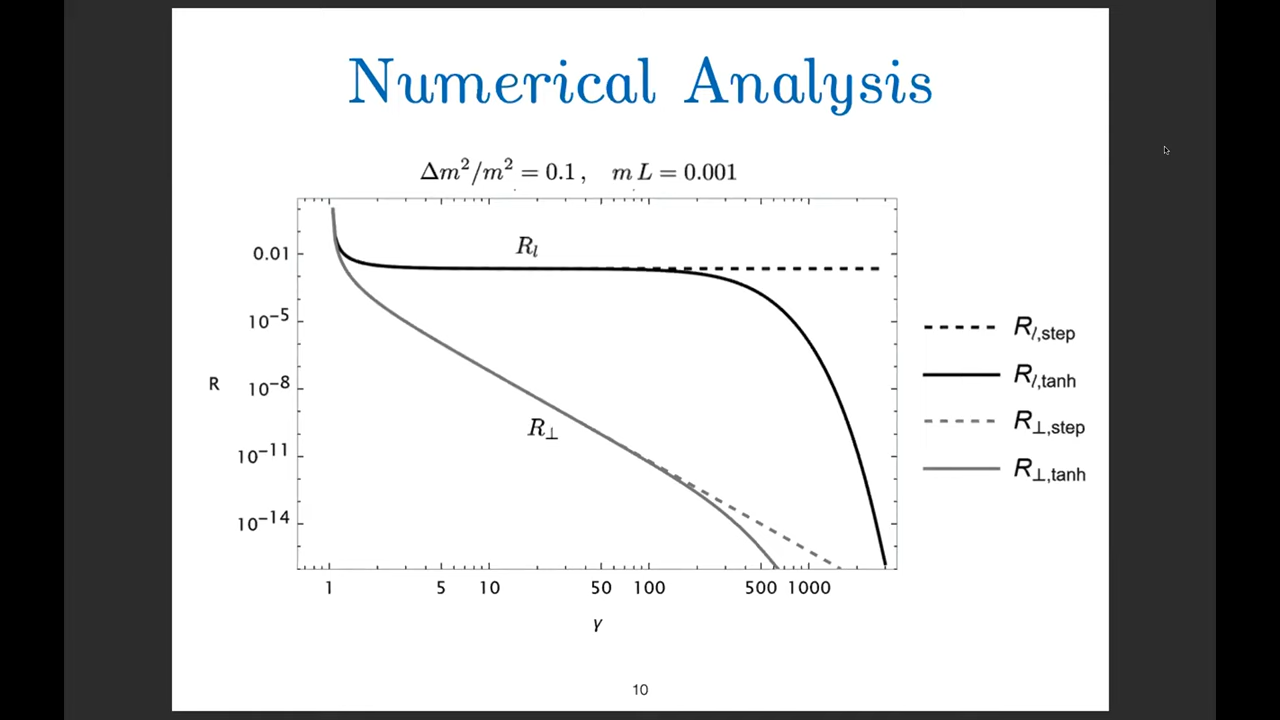 Numerical Analysis
Δm²/m² = 0.1 ,   m L = 0.001
R_l
0.01
10⁻⁵
R
10⁻⁸
R_⊥
10⁻¹¹
10⁻¹⁴
1 5 10 50 100 500 1000
γ
R_l,step
R_l,tanh
R_⊥,step
R_⊥,tanh
10